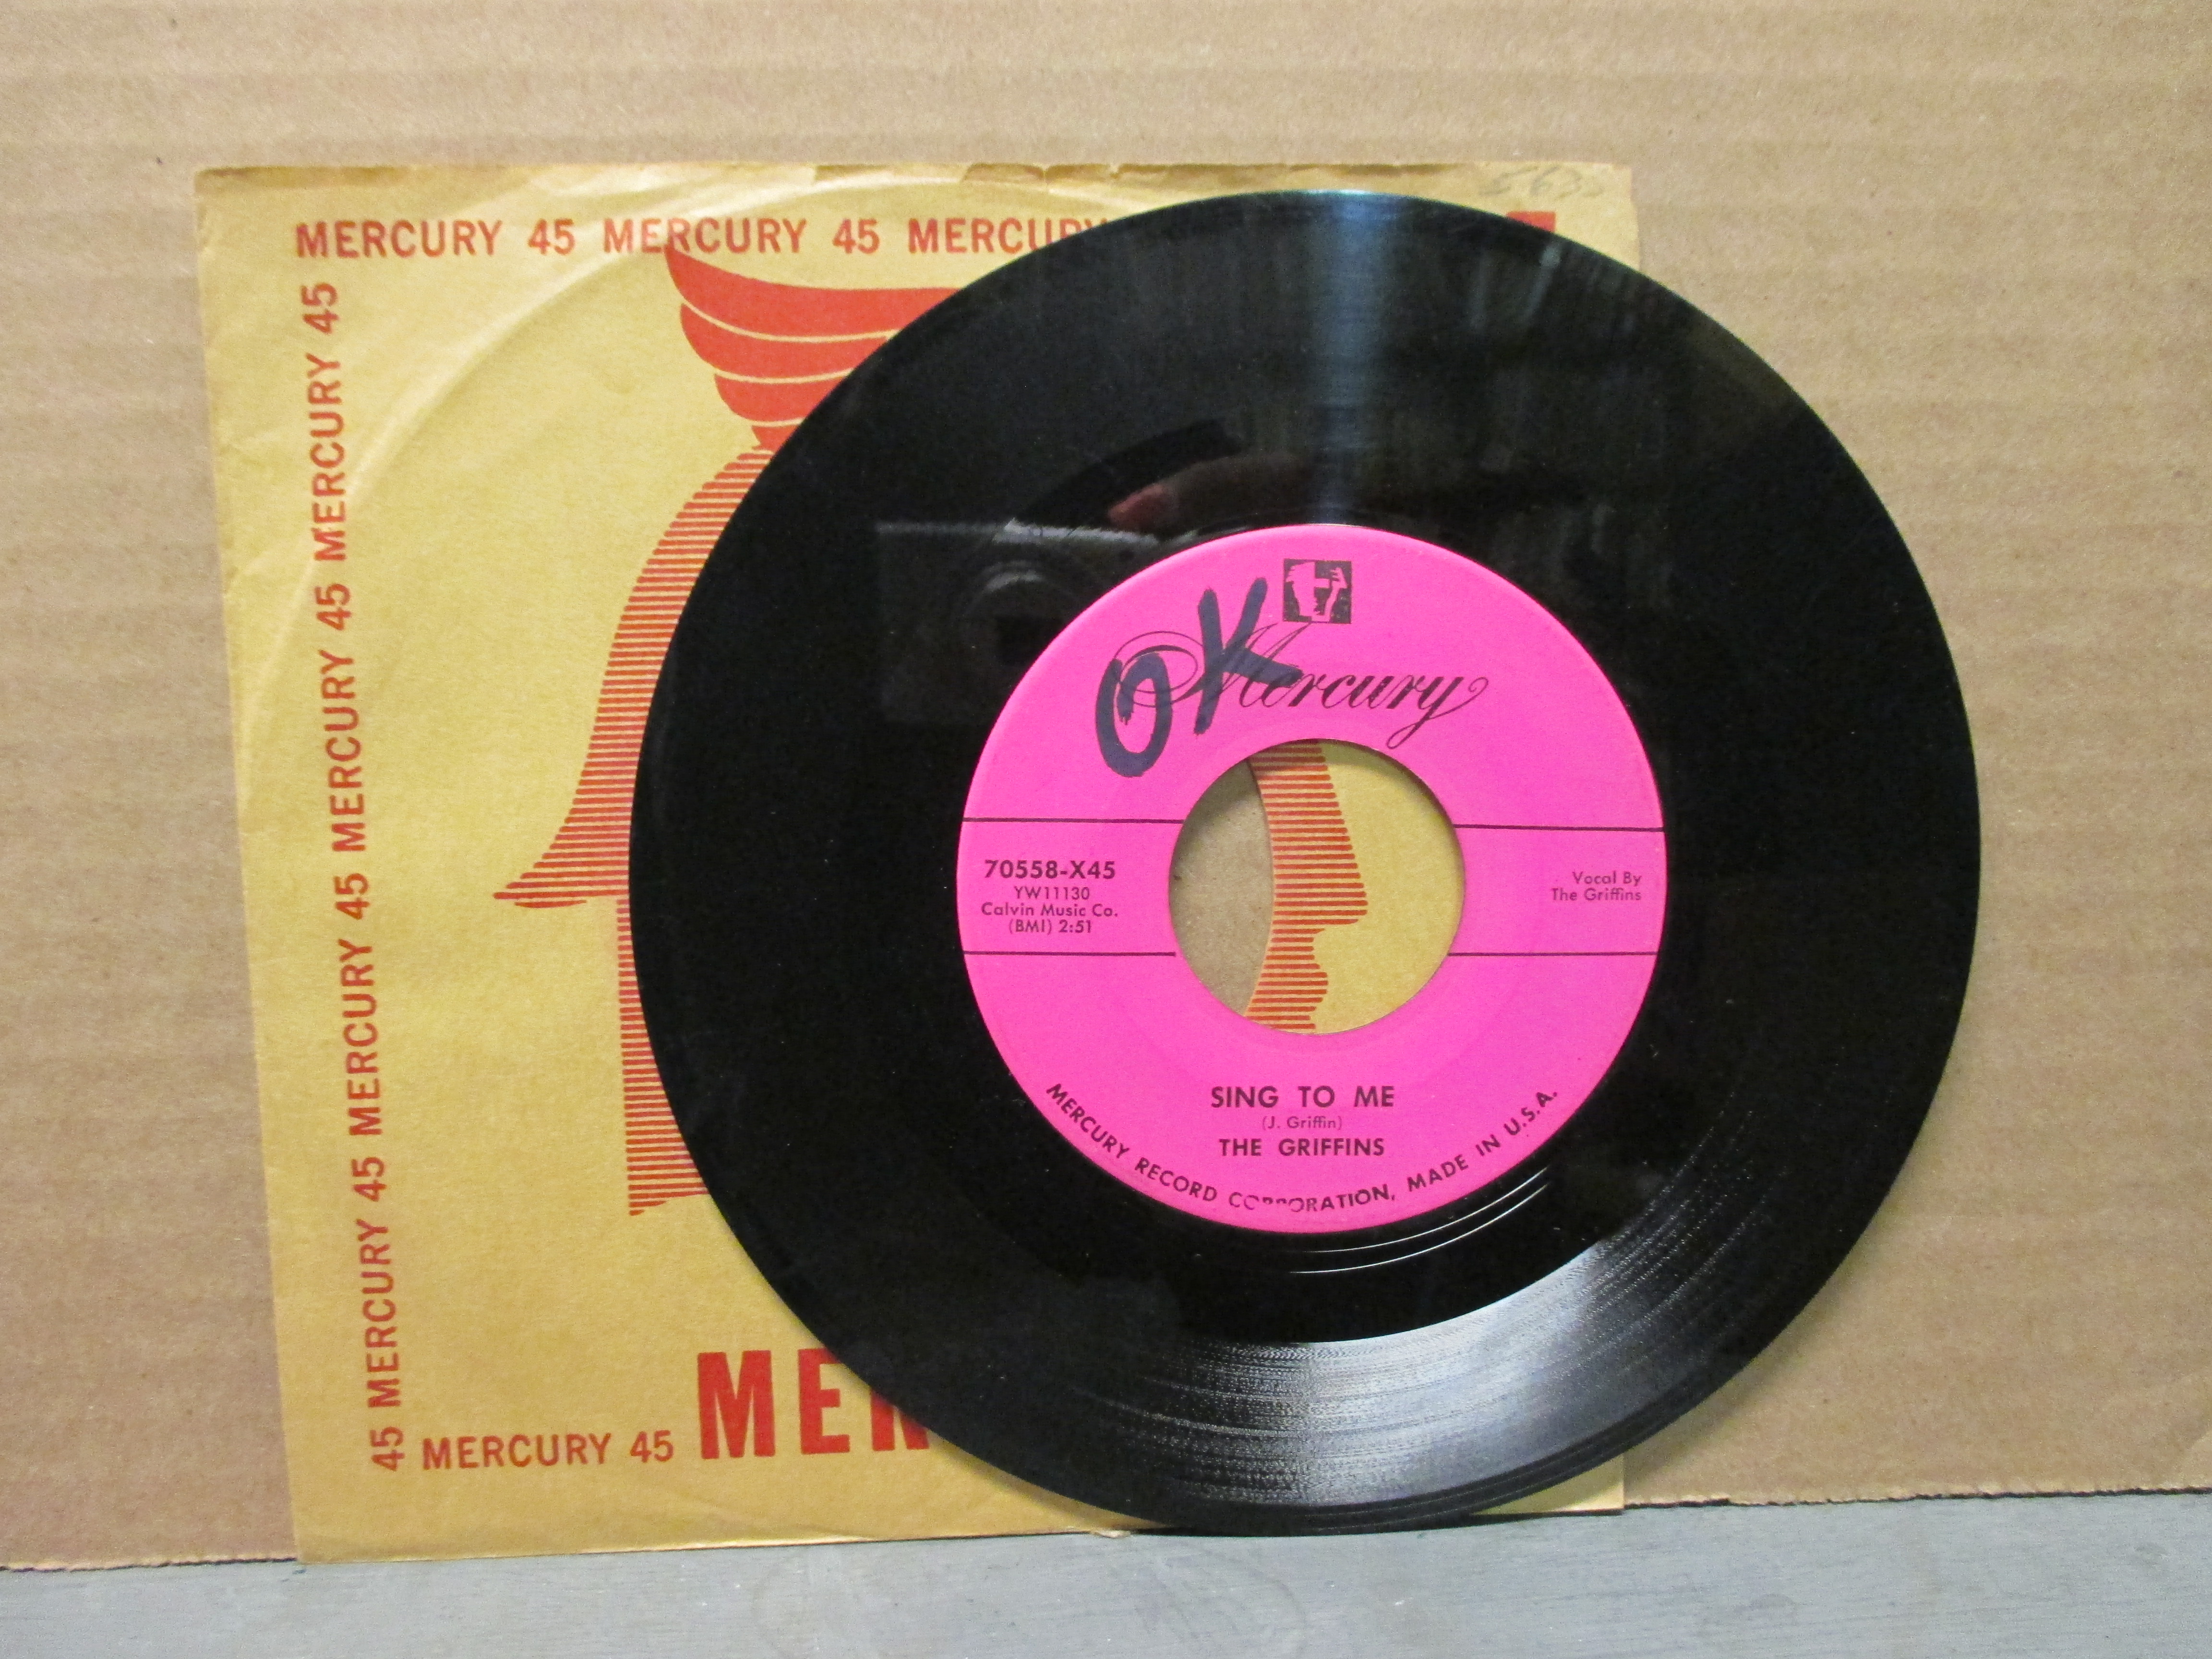 MERCURY 45 MERCURY 45 MERCURY
45 MERCURY 45 MERCURY 45 MERCURY 45 MERCURY 45 MERCURY
45 MERCURY 45
OK
Mercury
70558-X45
YW11130
Calvin Music Co.
(BMI) 2:51
Vocal By
The Griffins
SING TO ME
(J. Griffin)
THE GRIFFINS
MERCURY RECORD CORPORATION, MADE IN U.S.A.